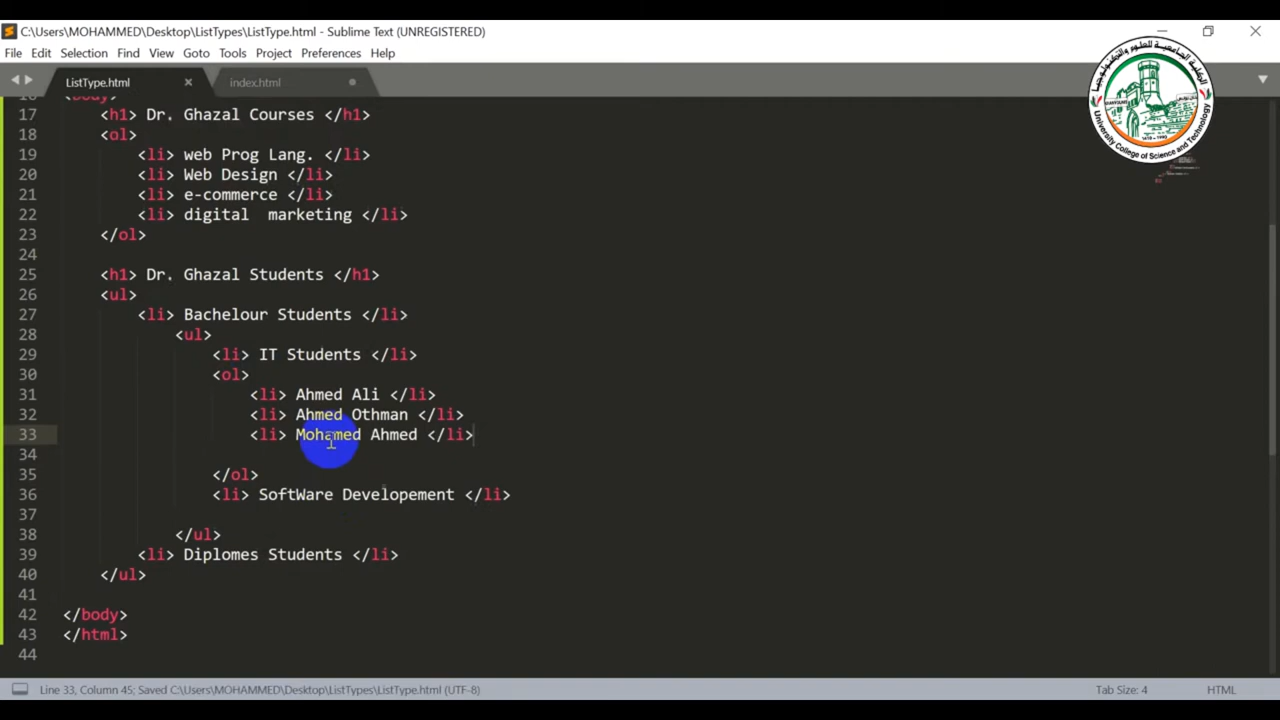 C:\Users\MOHAMMED\Desktop\ListTypes\ListType.html - Sublime Text (UNREGISTERED)
File Edit Selection Find View Goto Tools Project Preferences Help
ListType.html index.html
الكلية الجامعية للعلوم والتكنولوجيا
University College of Science and Technology
16 <body>
17 <h1> Dr. Ghazal Courses </h1>
18 <ol>
19 <li> web Prog Lang. </li>
20 <li> Web Design </li>
21 <li> e-commerce </li>
22 <li> digital  marketing </li>
23 </ol>
24
25 <h1> Dr. Ghazal Students </h1>
26 <ul>
27 <li> Bachelour Students </li>
28 <ul>
29 <li> IT Students </li>
30 <ol>
31 <li> Ahmed Ali </li>
32 <li> Ahmed Othman </li>
33 <li> Mohamed Ahmed </li>
34
35 </ol>
36 <li> SoftWare Developement </li>
37
38 </ul>
39 <li> Diplomes Students </li>
40 </ul>
41
42 </body>
43 </html>
44
Line 33, Column 45; Saved C:\Users\MOHAMMED\Desktop\ListTypes\ListType.html (UTF-8) Tab Size: 4 HTML